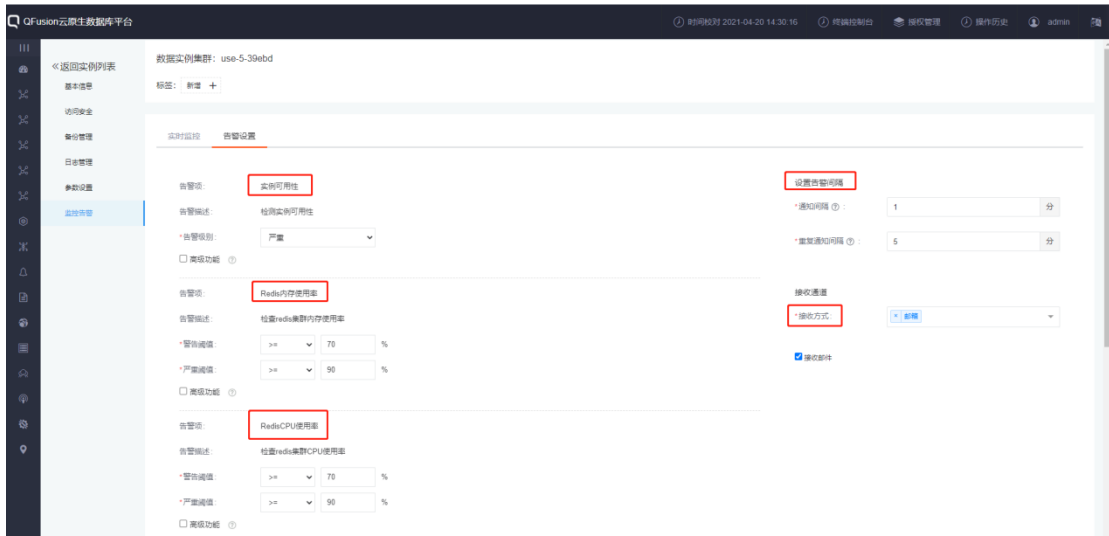 QFusion云原生数据库平台
时间校对 2021-04-20 14:30:16
终端控制台
授权管理
操作历史
admin
《返回实例列表
基本信息
访问安全
备份管理
日志管理
参数设置
监控告警
数据实例集群: use-5-39ebd
标签: 新增 +
实时监控 告警设置
告警项: 实例可用性
告警描述: 检测实例可用性
*告警级别: 严重
高级功能 ?
告警项: Redis内存使用率
告警描述: 检查redis集群内存使用率
*警告阈值: >= 70 %
*严重阈值: >= 90 %
高级功能 ?
告警项: RedisCPU使用率
告警描述: 检查redis集群CPU使用率
*警告阈值: >= 70 %
*严重阈值: >= 90 %
高级功能 ?
设置告警间隔
*通知间隔 ? : 1 分
*重复通知间隔 ? : 5 分
接收通道
*接收方式: × 邮箱
接收邮件